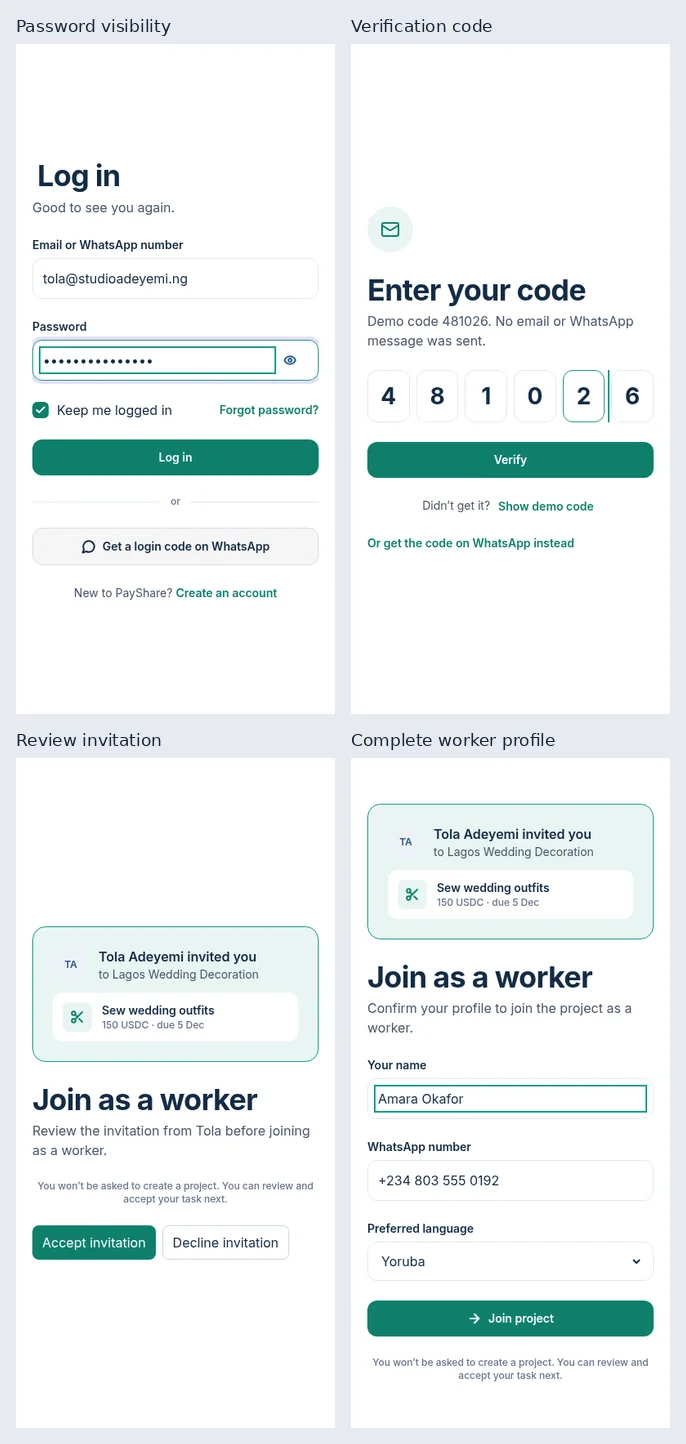 Password visibility
Log in
Good to see you again.
Email or WhatsApp number
tola@studioadeyemi.ng
Password
•••••••••••••••
Keep me logged in
Forgot password?
Log in
or
Get a login code on WhatsApp
New to PayShare? Create an account
Verification code
Enter your code
Demo code 481026. No email or WhatsApp
message was sent.
4 8 1 0 2 6
Verify
Didn’t get it? Show demo code
Or get the code on WhatsApp instead
Review invitation
TA
Tola Adeyemi invited you
to Lagos Wedding Decoration
Sew wedding outfits
150 USDC · due 5 Dec
Join as a worker
Review the invitation from Tola before joining
as a worker.
You won’t be asked to create a project. You can review and
accept your task next.
Accept invitation
Decline invitation
Complete worker profile
TA
Tola Adeyemi invited you
to Lagos Wedding Decoration
Sew wedding outfits
150 USDC · due 5 Dec
Join as a worker
Confirm your profile to join the project as a
worker.
Your name
Amara Okafor
WhatsApp number
+234 803 555 0192
Preferred language
Yoruba
Join project
You won’t be asked to create a project. You can review and
accept your task next.